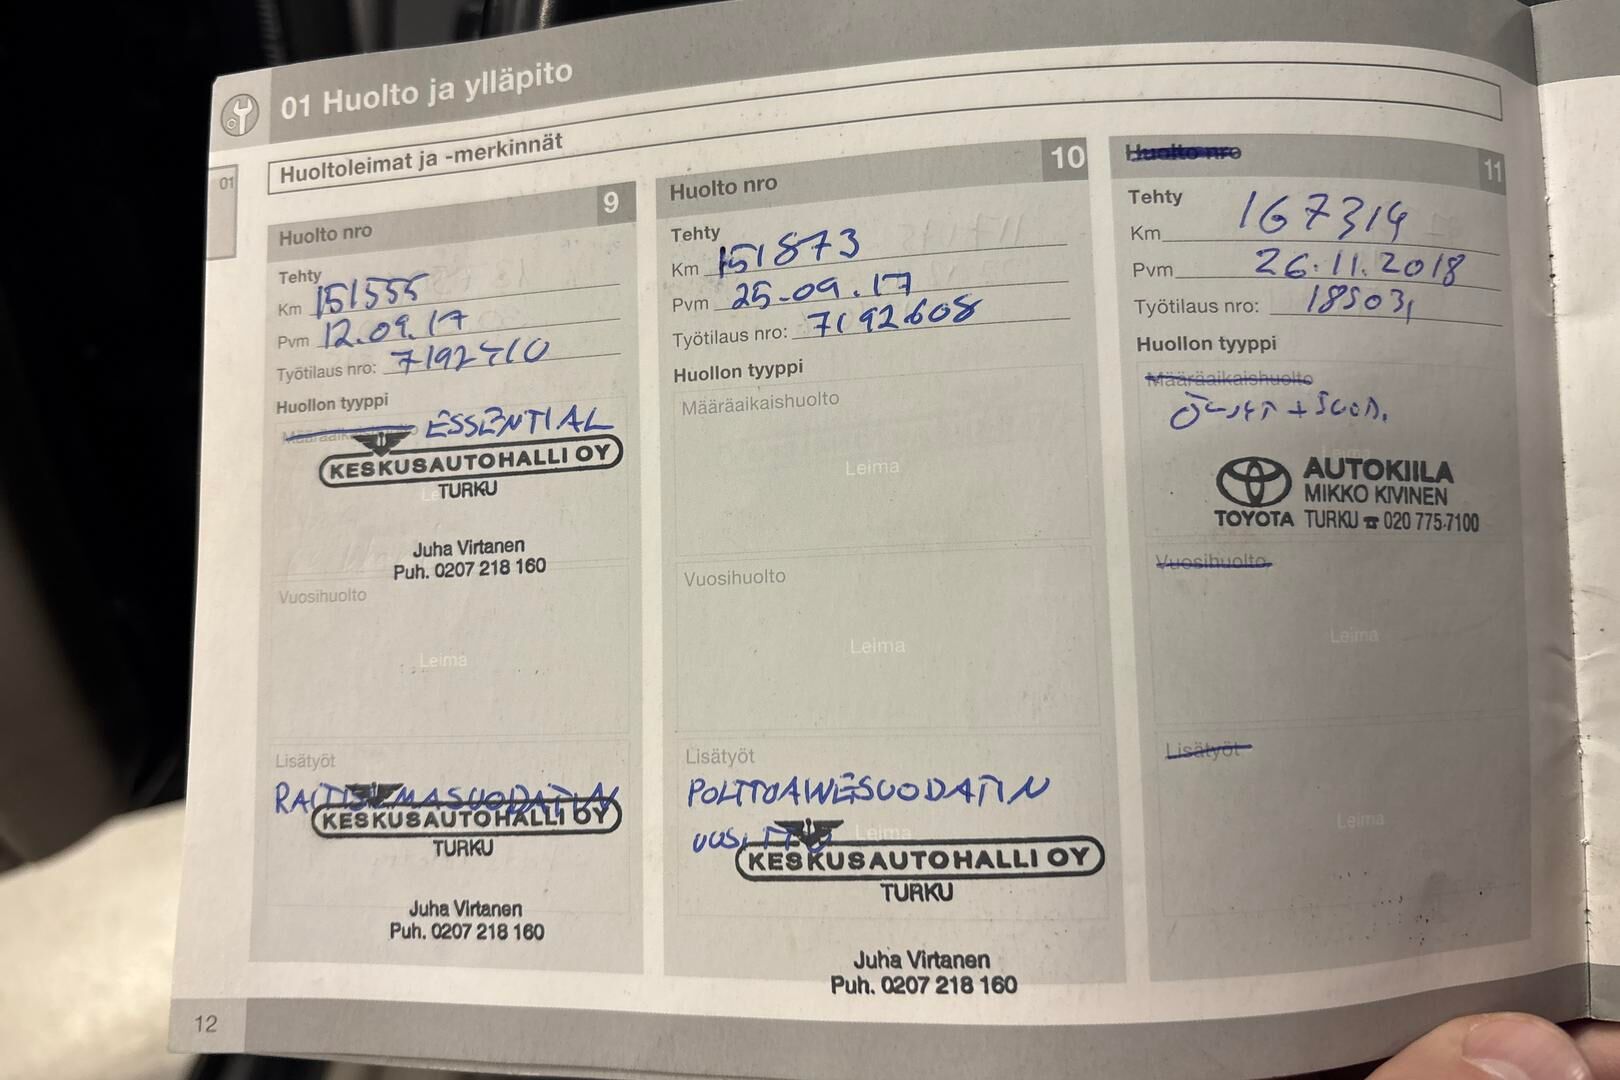 01 Huolto ja ylläpito
Huoltoleimat ja -merkinnät
01
Huolto nro 9
Tehty
Km 151555
Pvm 12.09.17
Työtilaus nro: 7192410
Huollon tyyppi
Määräaikaishuolto ESSENTIAL
KESKUSAUTOHALLI OY
TURKU
Juha Virtanen
Puh. 0207 218 160
Vuosihuolto
Leima
Lisätyöt
RAITISILMASUODATIN
KESKUSAUTOHALLI OY
TURKU
Juha Virtanen
Puh. 0207 218 160
Huolto nro 10
Tehty
Km 151873
Pvm 25-09.17
Työtilaus nro: 7192608
Huollon tyyppi
Määräaikaishuolto
Leima
Vuosihuolto
Leima
Lisätyöt
POLTTOAINESUODATIN
Leima
KESKUSAUTOHALLI OY
TURKU
Juha Virtanen
Puh. 0207 218 160
Huolto nro 11
Tehty
Km 167314
Pvm 26.11.2018
Työtilaus nro:
Huollon tyyppi
Määräaikaishuolto
Leima
AUTOKIILA
MIKKO KIVINEN
TOYOTA TURKU ☎ 020 775 7100
Vuosihuolto
Leima
Lisätyöt
Leima
12